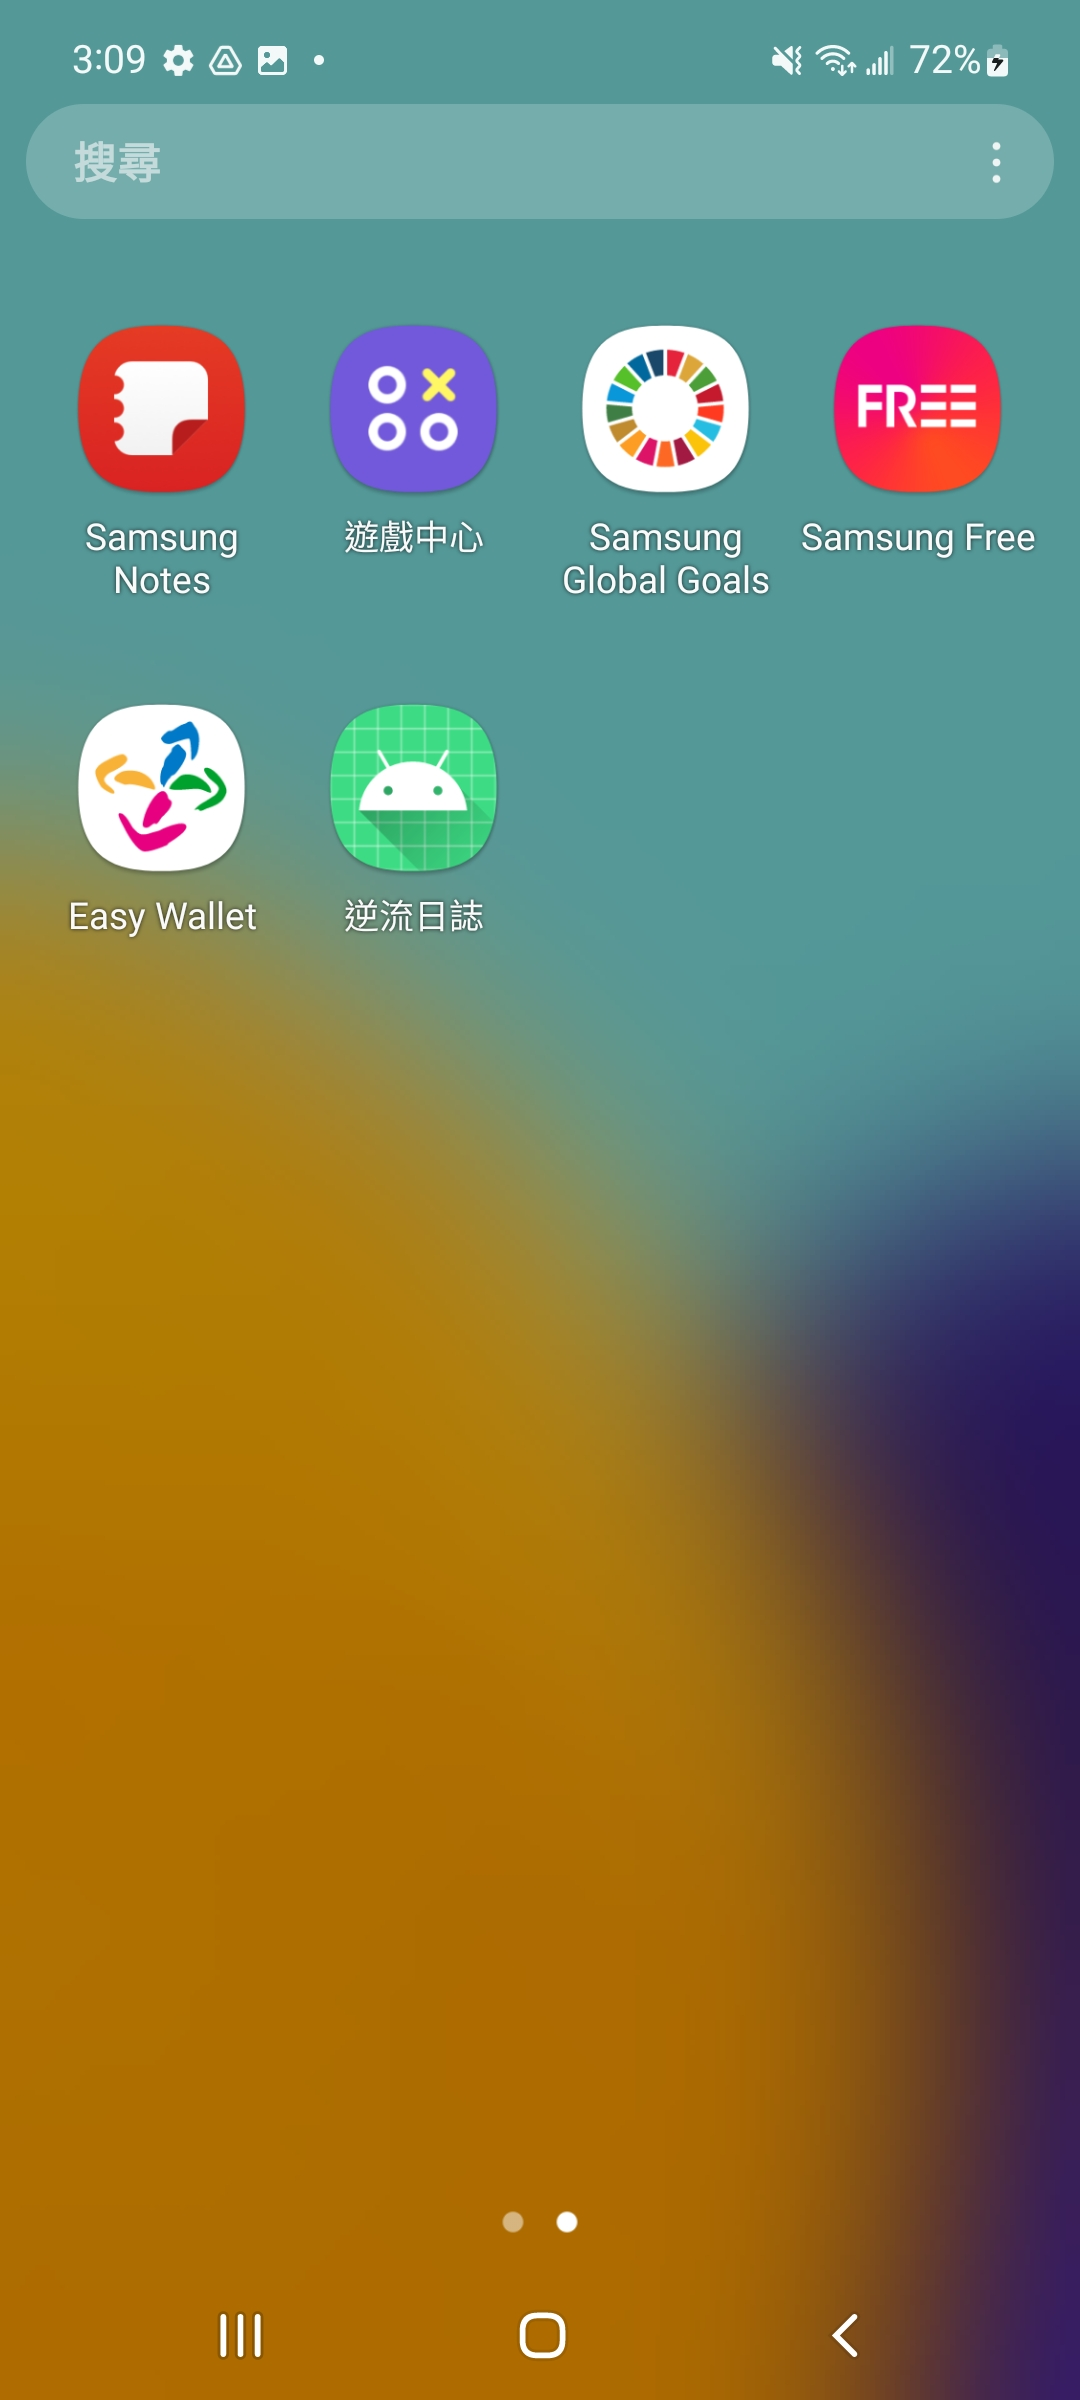 3:09
72%
搜尋
FREE
Samsung
Notes
遊戲中心
Samsung
Global Goals
Samsung Free
Easy Wallet
逆流日誌